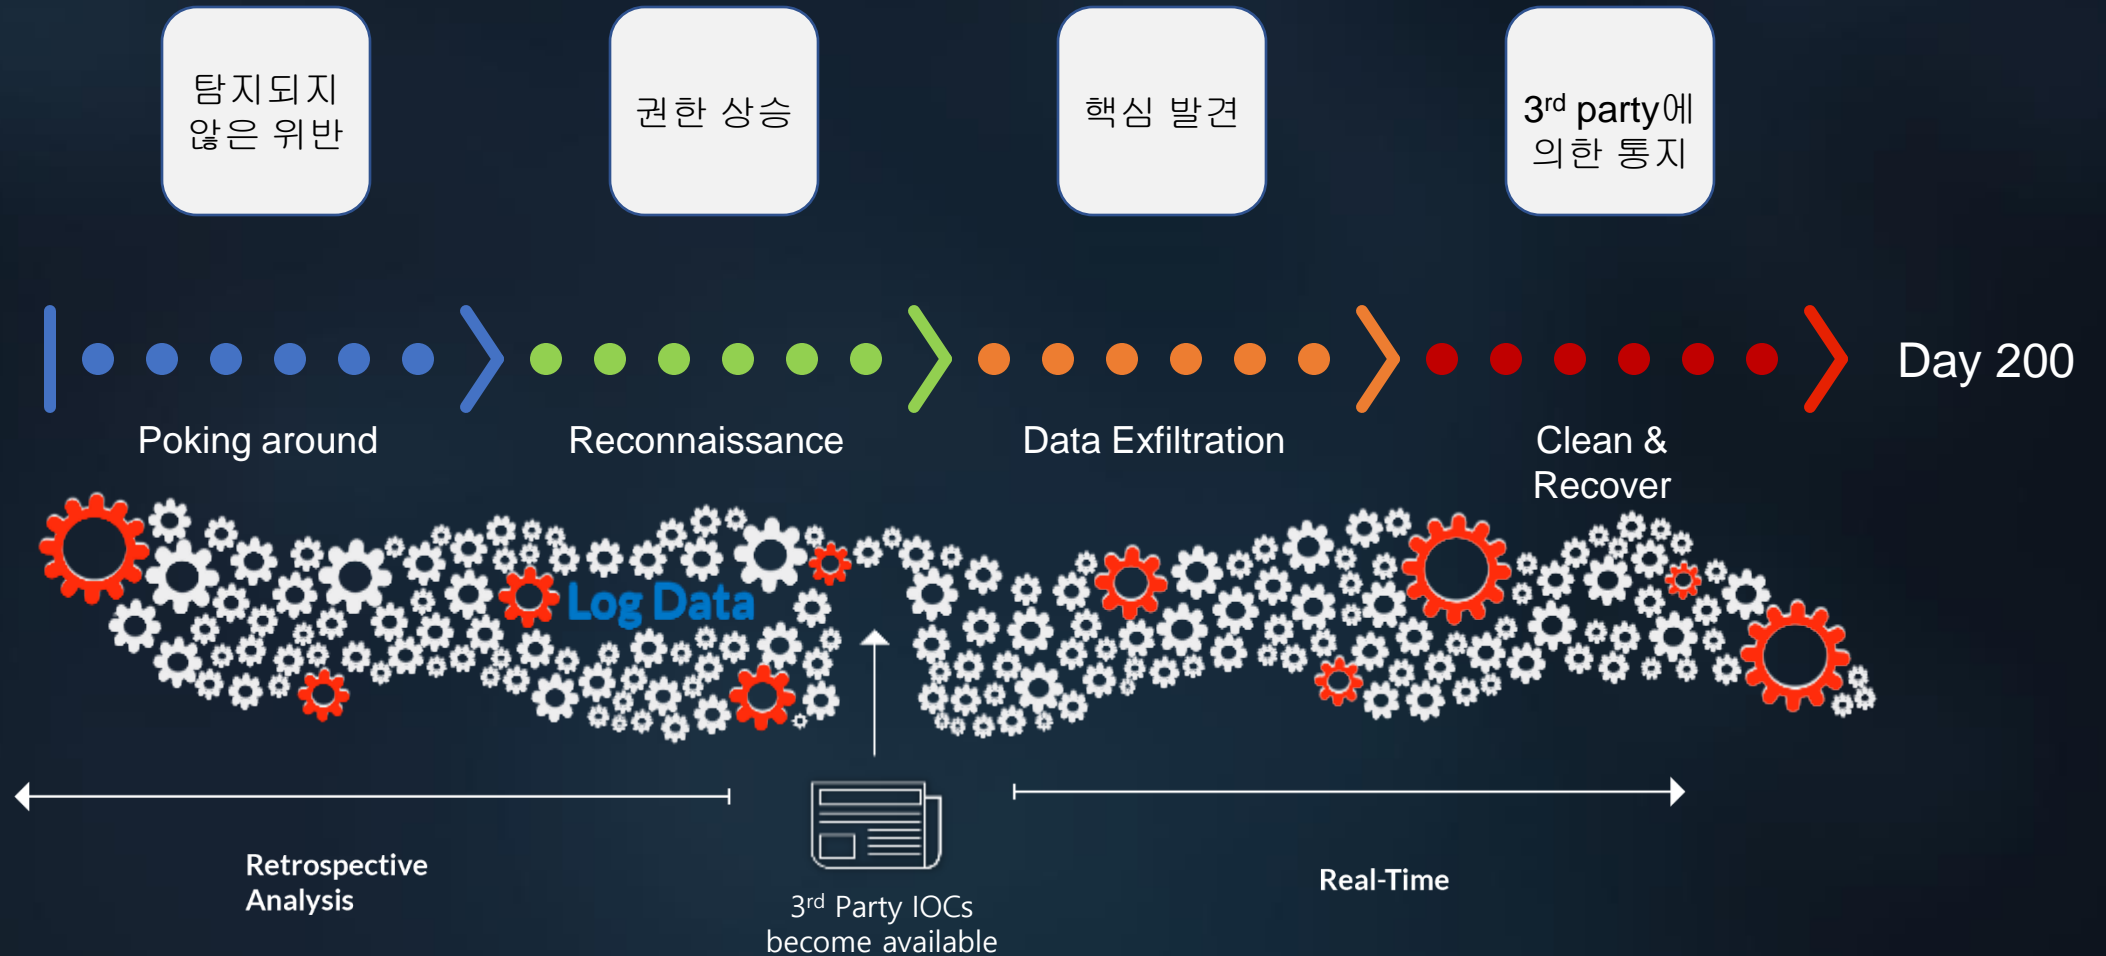 탐지되지
않은 위반
권한 상승
핵심 발견
3rd party에
의한 통지
Day 200
Poking around
Reconnaissance
Data Exfiltration
Clean &
Recover
Log Data
Retrospective
Analysis
3rd Party IOCs
become available
Real-Time